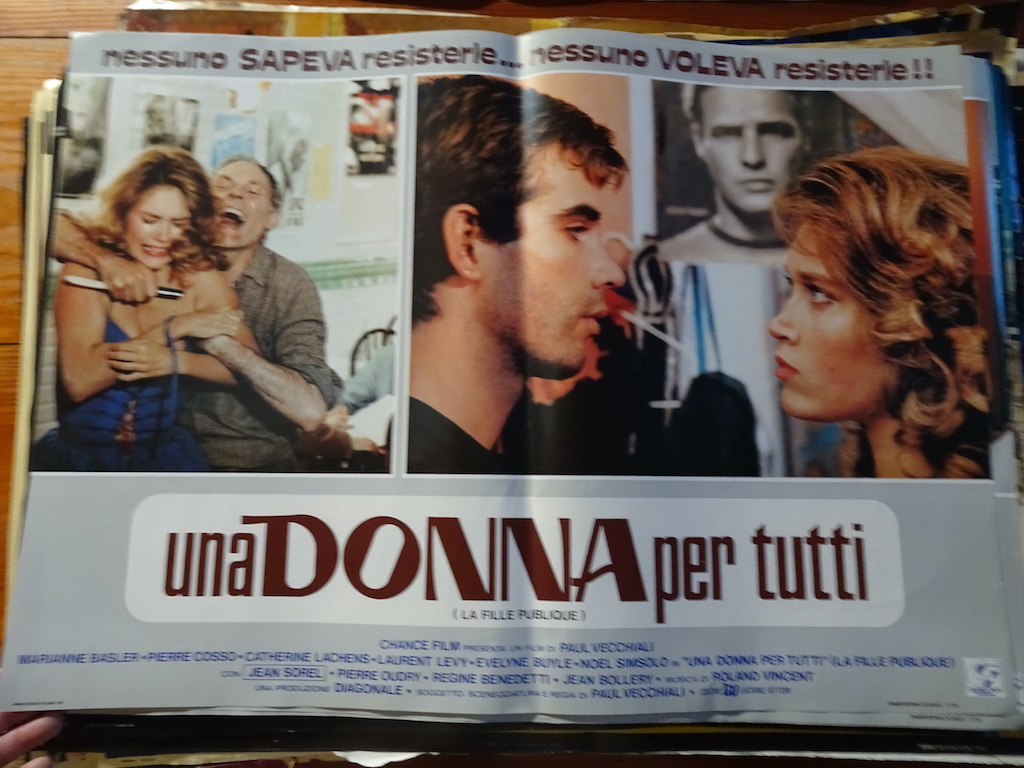 nessuno SAPEVA resisterle... nessuno VOLEVA resisterle!!
una DONNA per tutti
(LA FILLE PUBLIQUE)
CHANCE FILM PRESENTA UN FILM DI PAUL VECCHIALI
MARIANNE BASLER • PIERRE COSSO • CATHERINE LACHENS • LAURENT LEVY • EVELYNE BUYLE • NOEL SIMSOLO IN "UNA DONNA PER TUTTI" (LA FILLE PUBLIQUE)
CON JEAN SOREL • PIERRE OUDRY • REGINE BENEDETTI • JEAN BOLLERY • MUSICA DI ROLAND VINCENT
UNA PRODUZIONE DIAGONALE • SOGGETTO, SCENEGGIATURA E REGIA DI PAUL VECCHIALI •